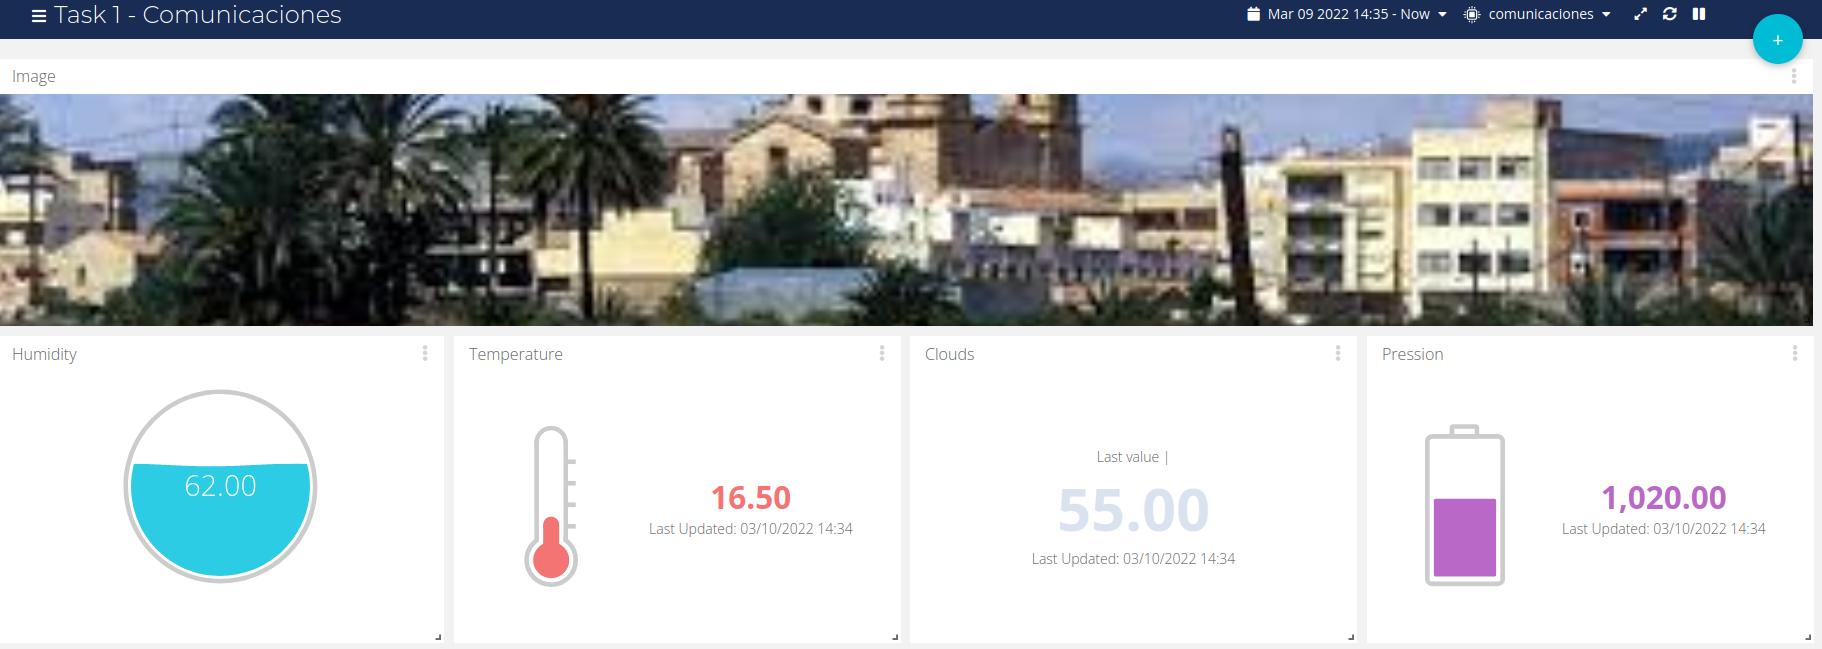 Task 1 - Comunicaciones
Mar 09 2022 14:35 - Now
comunicaciones
+
Image
Humidity
62.00
Temperature
16.50
Last Updated: 03/10/2022 14:34
Clouds
Last value |
55.00
Last Updated: 03/10/2022 14:34
Pression
1,020.00
Last Updated: 03/10/2022 14:34